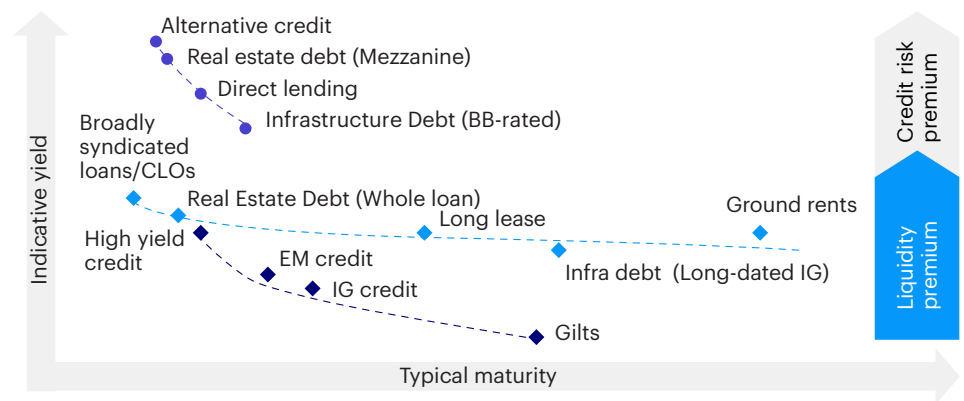 Alternative credit
Real estate debt (Mezzanine)
Direct lending
Infrastructure Debt (BB-rated)
Broadly
syndicated
loans/CLOs
Real Estate Debt (Whole loan)
Long lease
Ground rents
High yield
credit
EM credit
IG credit
Infra debt (Long-dated IG)
Gilts
Indicative yield
Typical maturity
Credit risk
premium
Liquidity
premium